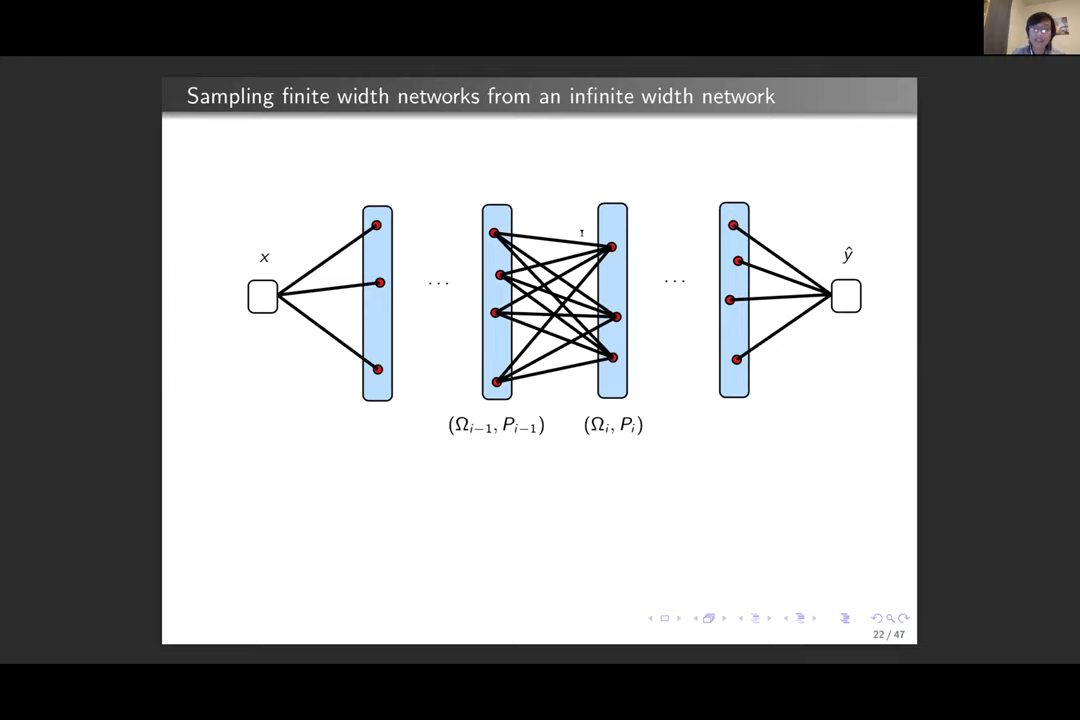 Sampling finite width networks from an infinite width network
x
ŷ
. . .
. . .
(Ωᵢ₋₁, Pᵢ₋₁)
(Ωᵢ, Pᵢ)
22 / 47